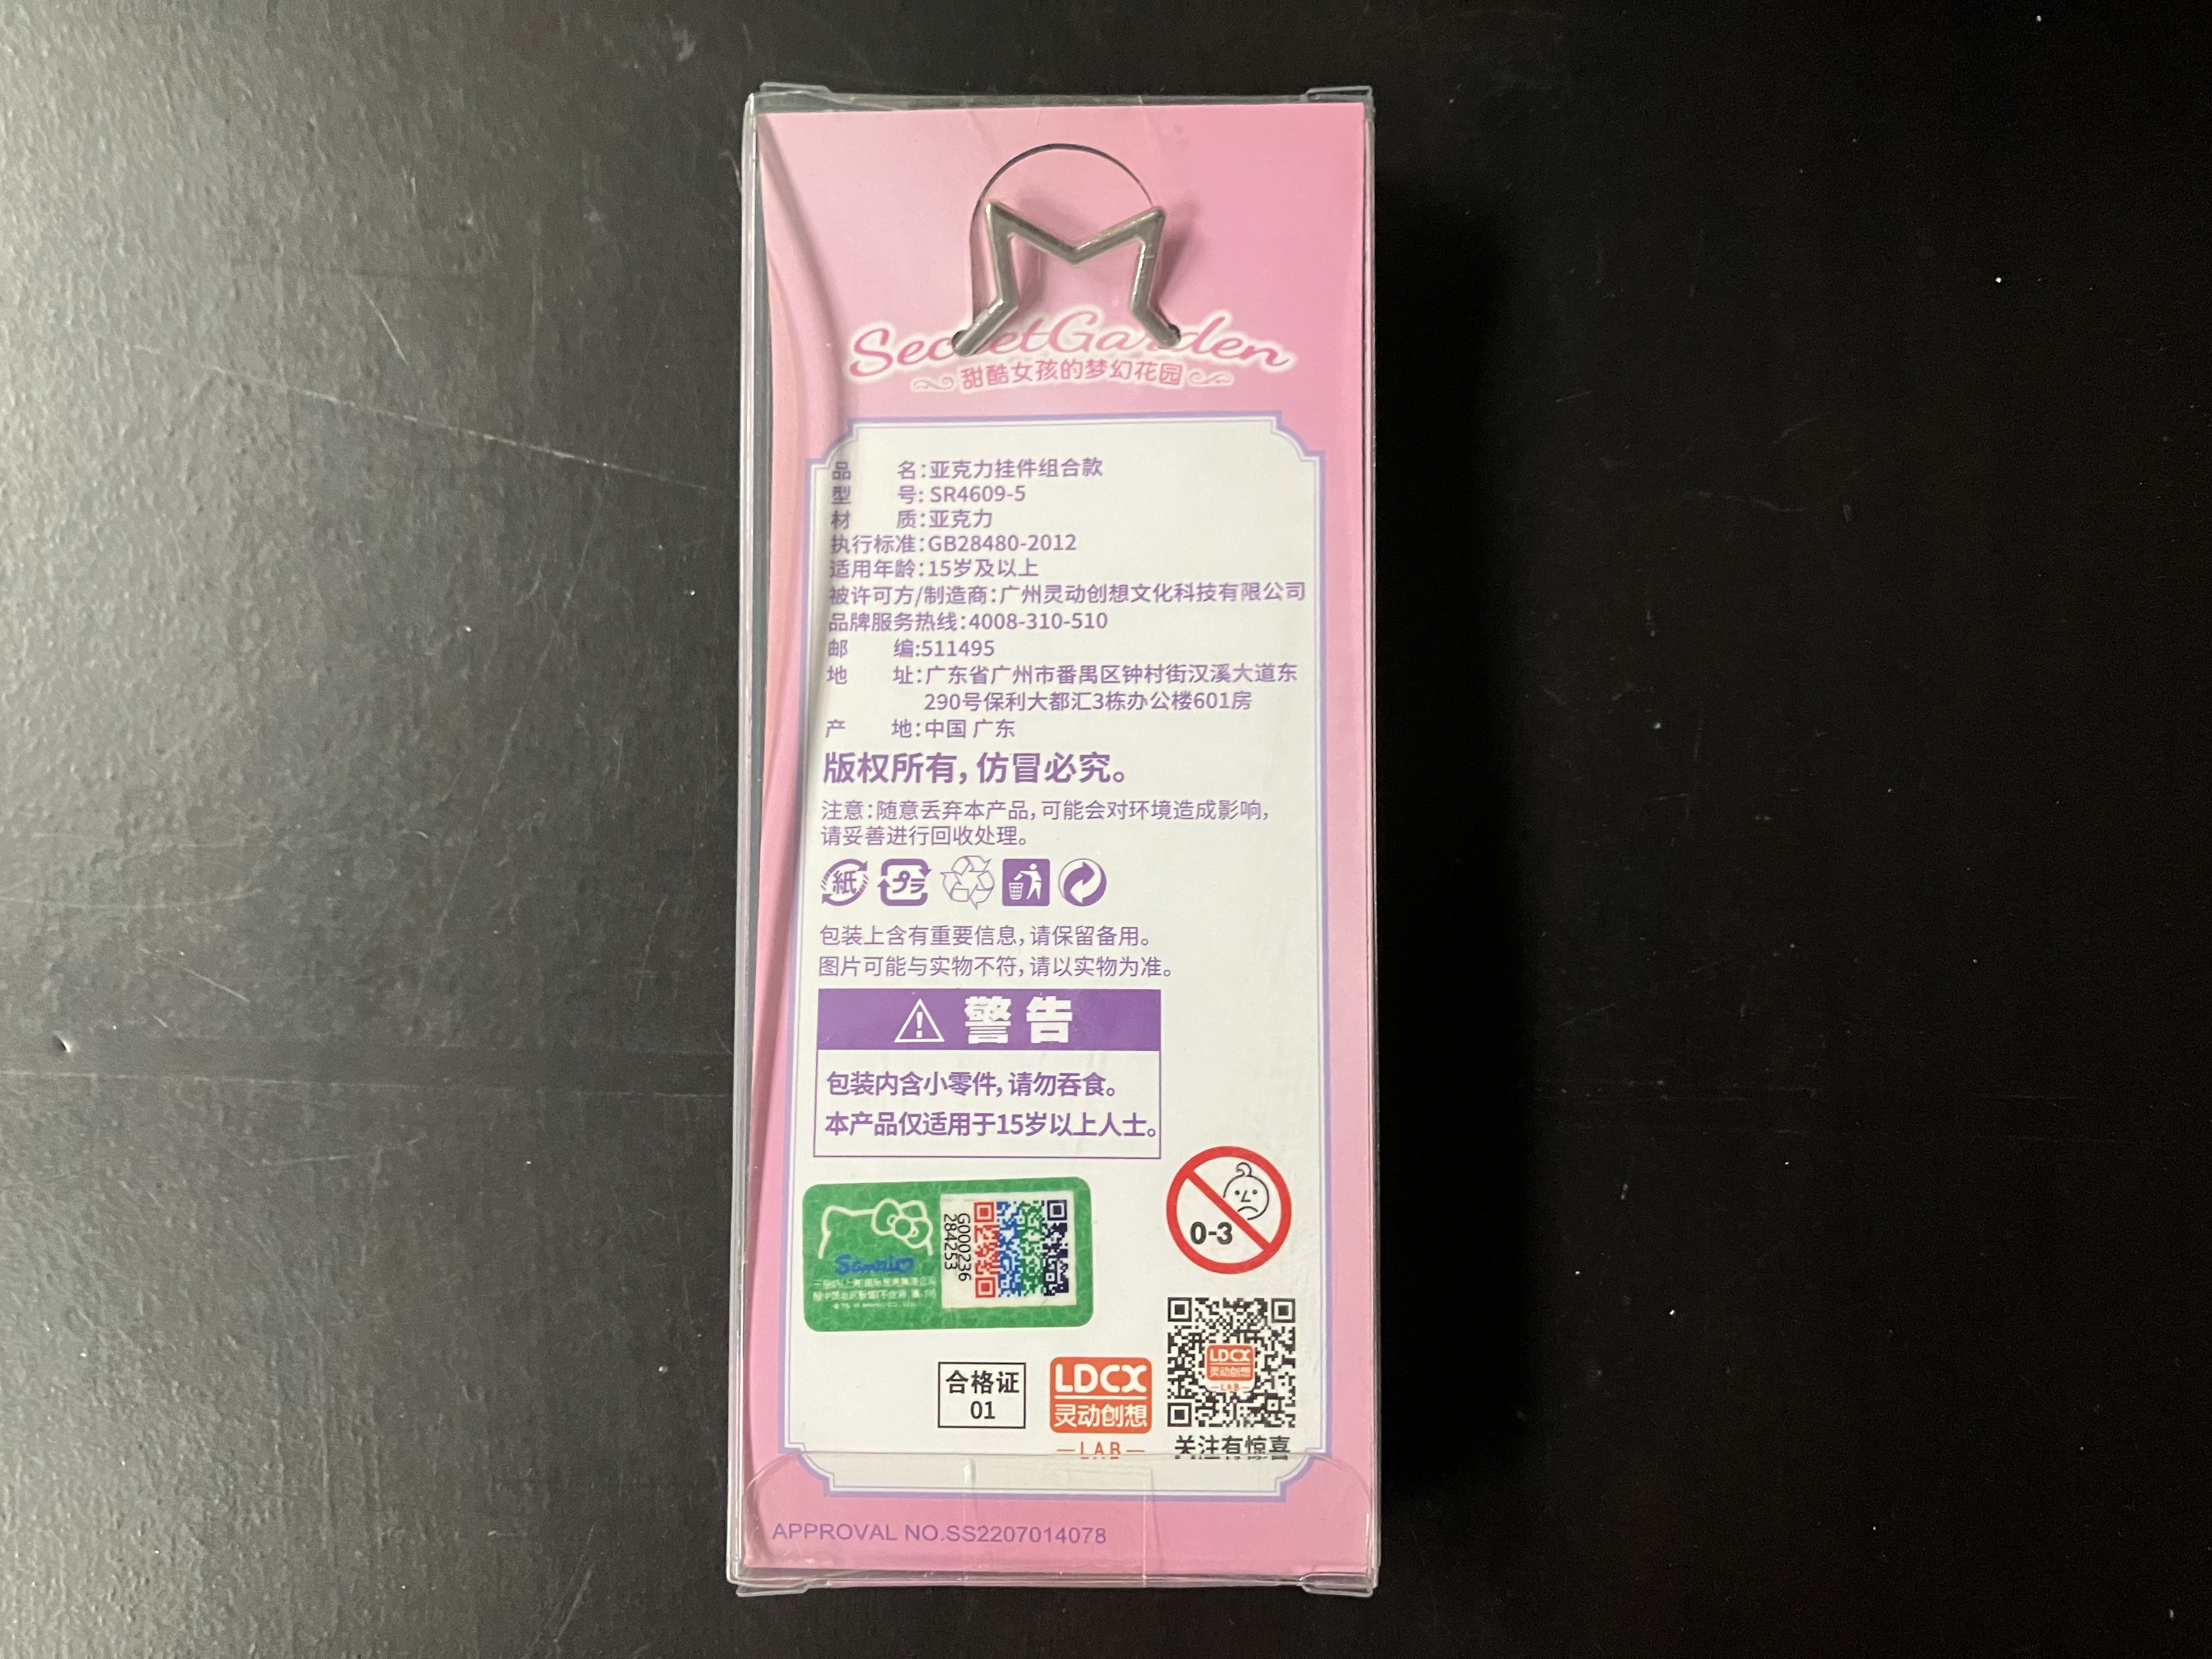 Secret Garden
甜酷女孩的梦幻花园
品 名:亚克力挂件组合款
型 号: SR4609-5
材 质:亚克力
执行标准:GB28480-2012
适用年龄:15岁及以上
被许可方/制造商:广州灵动创想文化科技有限公司
品牌服务热线:4008-310-510
邮 编:511495
地 址:广东省广州市番禺区钟村街汉溪大道东
290号保利大都汇3栋办公楼601房
产 地:中国 广东
版权所有,仿冒必究。
注意:随意丢弃本产品,可能会对环境造成影响,
请妥善进行回收处理。
紙 プラ
包装上含有重要信息,请保留备用。
图片可能与实物不符,请以实物为准。
警告
包装内含小零件,请勿吞食。
本产品仅适用于15岁以上人士。
0-3
Sanrio
G000236
284253
LDCX
灵动创想
LAB
合格证
01
LDCX
灵动创想
LAB
关注有惊喜
APPROVAL NO.SS2207014078